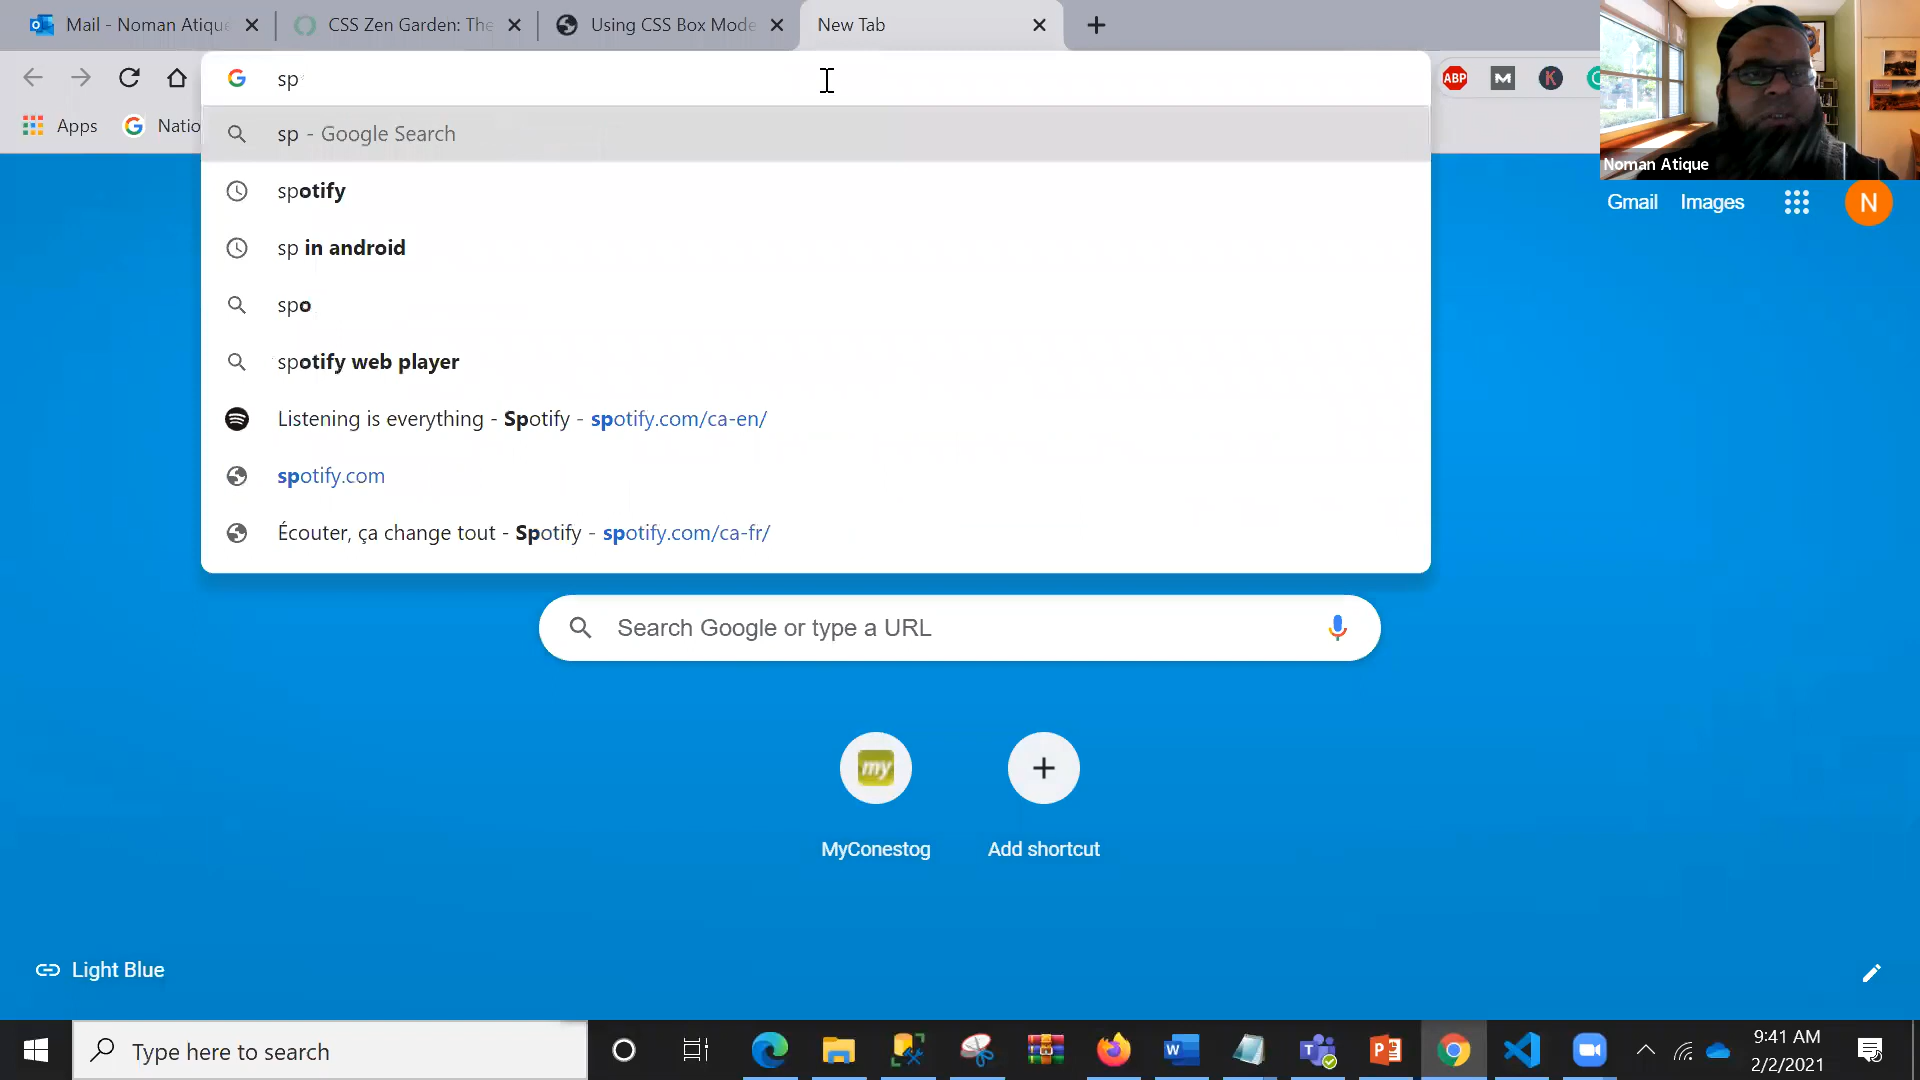 Mail - Noman Atique
CSS Zen Garden: The
Using CSS Box Mode
New Tab
sp
ABP
M
K
Apps
Natio
sp - Google Search
spotify
sp in android
spo
spotify web player
Listening is everything - Spotify - spotify.com/ca-en/
spotify.com
Écouter, ça change tout - Spotify - spotify.com/ca-fr/
Noman Atique
Gmail
Images
N
Search Google or type a URL
my
MyConestog
Add shortcut
Light Blue
Type here to search
9:41 AM
2/2/2021